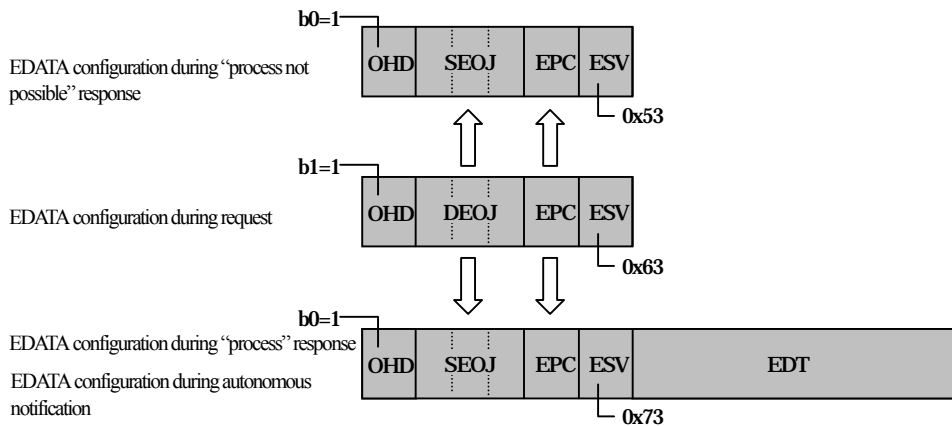 b0=1
EDATA configuration during “process not
possible” response
OHD SEOJ EPC ESV
0x53
b1=1
EDATA configuration during request
OHD DEOJ EPC ESV
0x63
b0=1
EDATA configuration during “process” response
EDATA configuration during autonomous
notification
OHD SEOJ EPC ESV EDT
0x73